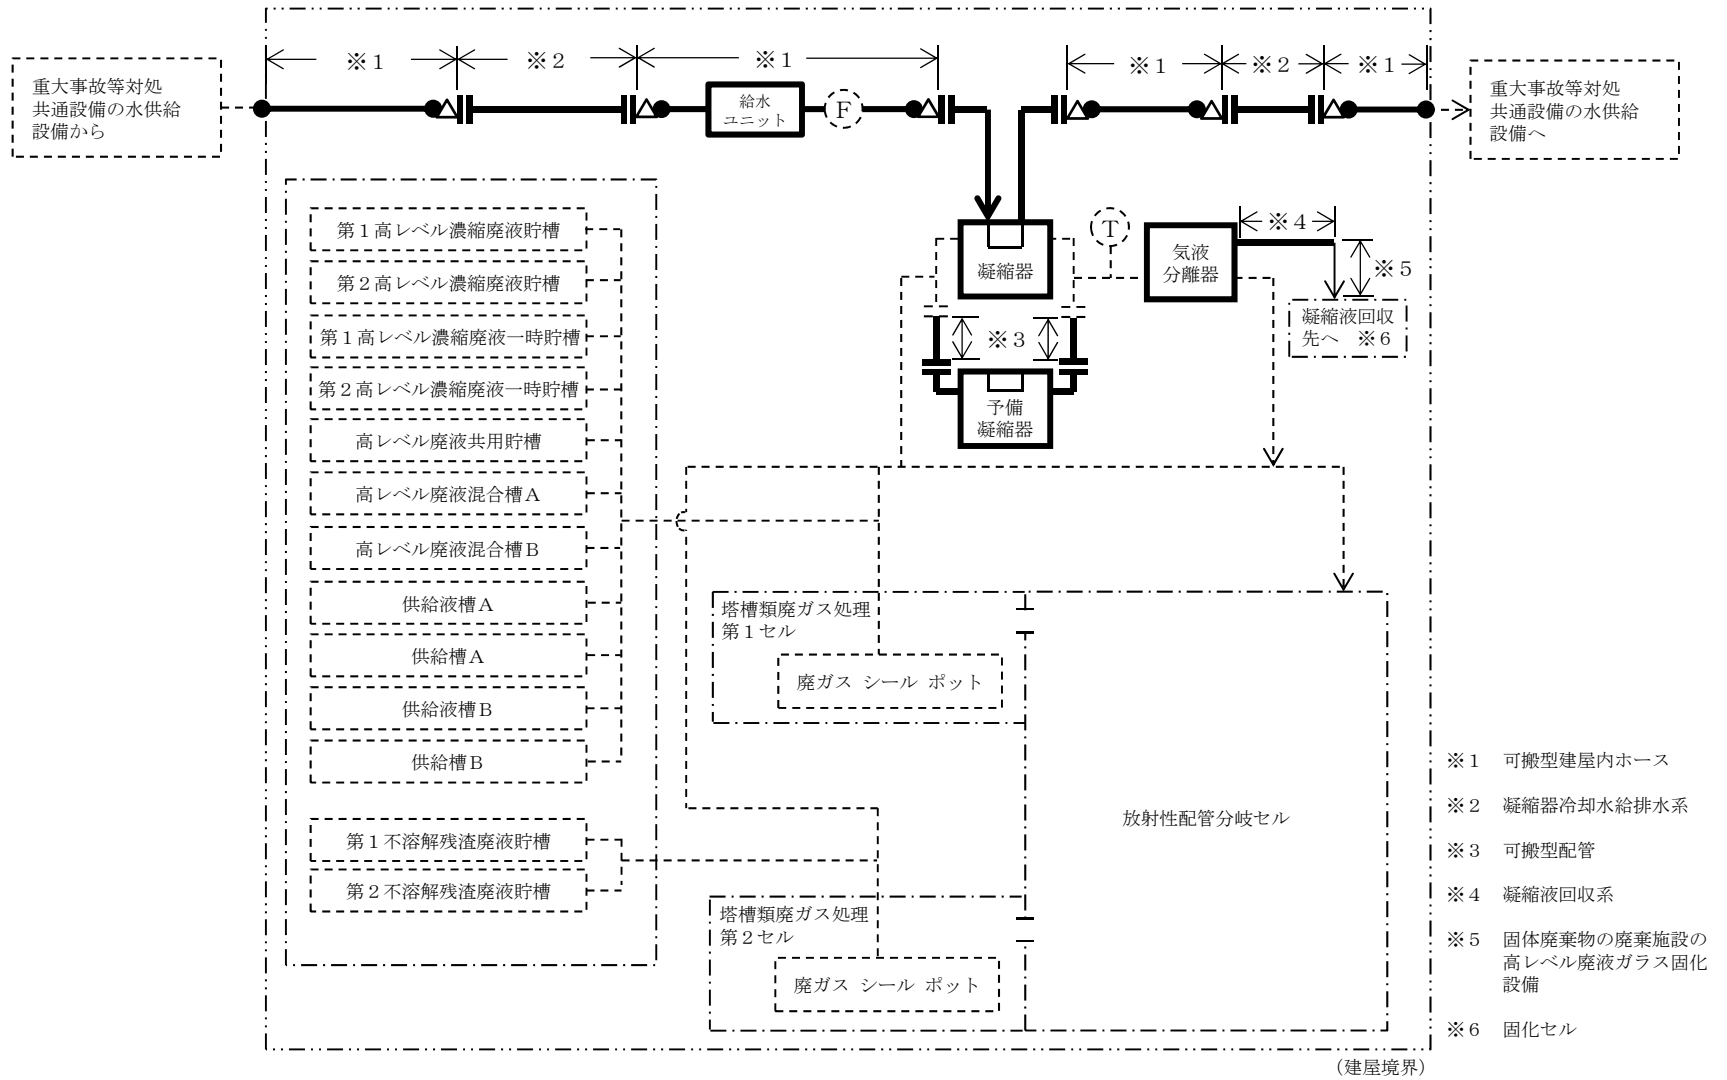 ※１
※２
※１
※１
※２
※１
重大事故等対処
共通設備の水供給
設備から
給水
ユニット
F
重大事故等対処
共通設備の水供給
設備へ
第１高レベル濃縮廃液貯槽
第２高レベル濃縮廃液貯槽
第１高レベル濃縮廃液一時貯槽
第２高レベル濃縮廃液一時貯槽
高レベル廃液共用貯槽
高レベル廃液混合槽Ａ
高レベル廃液混合槽Ｂ
供給液槽Ａ
供給槽Ａ
供給液槽Ｂ
供給槽Ｂ
第１不溶解残渣廃液貯槽
第２不溶解残渣廃液貯槽
凝縮器
T
気液
分離器
※４
※５
凝縮液回収
先へ　※６
※３
予備
凝縮器
塔槽類廃ガス処理
第１セル
廃ガス シール ポット
放射性配管分岐セル
塔槽類廃ガス処理
第２セル
廃ガス シール ポット
※１　可搬型建屋内ホース
※２　凝縮器冷却水給排水系
※３　可搬型配管
※４　凝縮液回収系
※５　固体廃棄物の廃棄施設の
高レベル廃液ガラス固化
設備
※６　固化セル
（建屋境界）